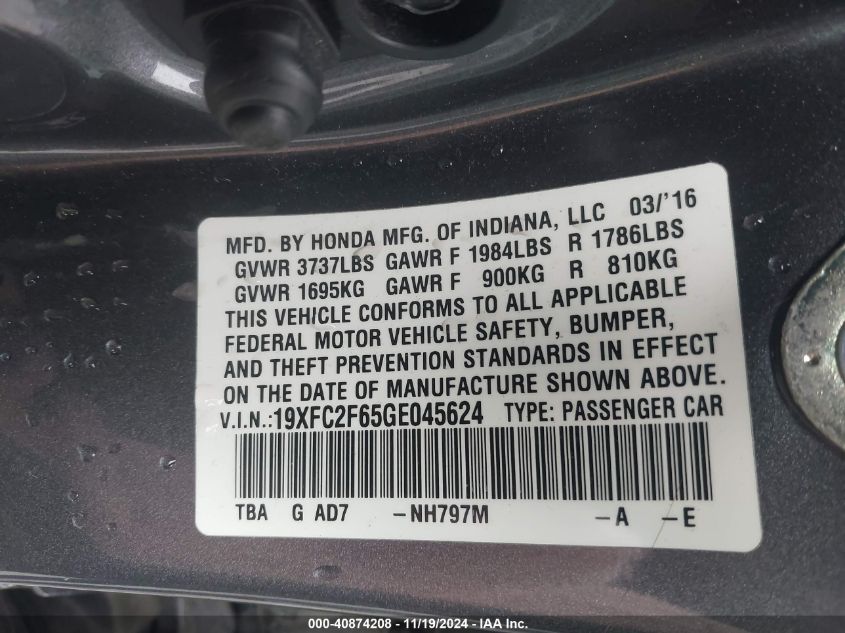 MFD. BY HONDA MFG. OF INDIANA, LLC 03/'16
GVWR 3737LBS GAWR F 1984LBS R 1786LBS
GVWR 1695KG GAWR F 900KG R 810KG
THIS VEHICLE CONFORMS TO ALL APPLICABLE
FEDERAL MOTOR VEHICLE SAFETY, BUMPER,
AND THEFT PREVENTION STANDARDS IN EFFECT
ON THE DATE OF MANUFACTURE SHOWN ABOVE.
V.I.N.:19XFC2F65GE045624 TYPE: PASSENGER CAR
TBA G AD7 -NH797M -A -E
000-40874208 - 11/19/2024 - IAA Inc.